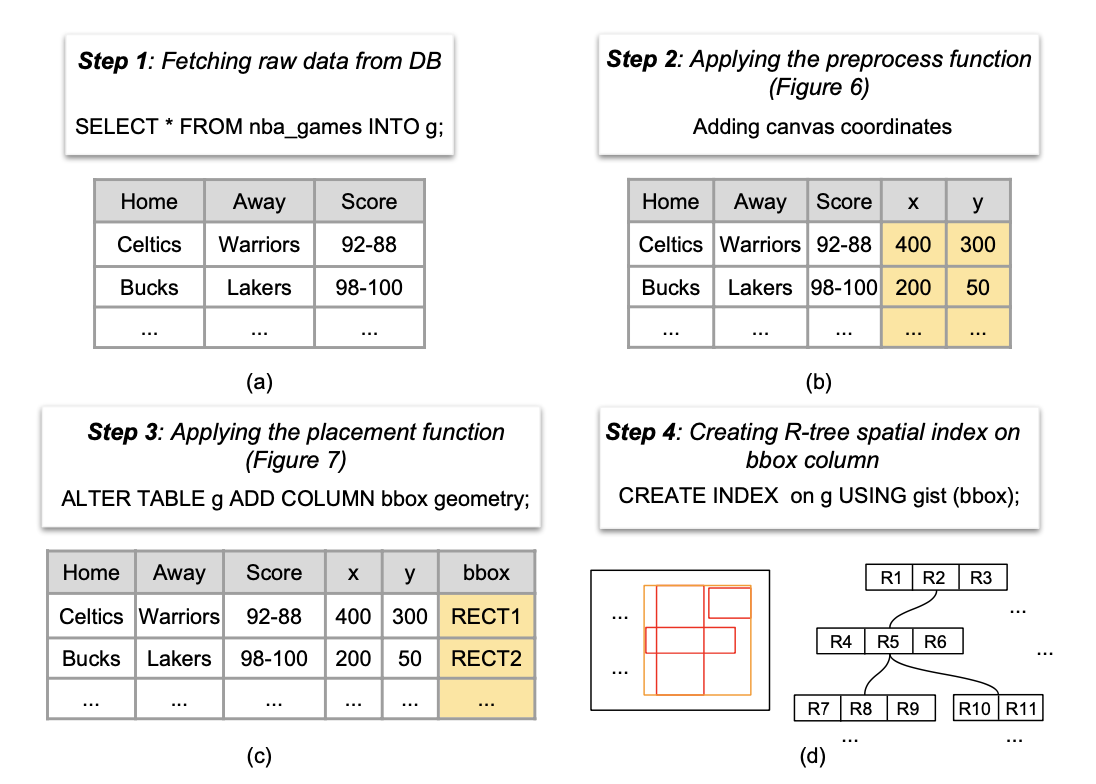 Step 1: Fetching raw data from DB
SELECT * FROM nba_games INTO g;
Home Away Score
Celtics Warriors 92-88
Bucks Lakers 98-100
... ... ...
(a)
Step 2: Applying the preprocess function
(Figure 6)
Adding canvas coordinates
Home Away Score x y
Celtics Warriors 92-88 400 300
Bucks Lakers 98-100 200 50
... ... ... ... ...
(b)
Step 3: Applying the placement function
(Figure 7)
ALTER TABLE g ADD COLUMN bbox geometry;
Home Away Score x y bbox
Celtics Warriors 92-88 400 300 RECT1
Bucks Lakers 98-100 200 50 RECT2
... ... ... ... ... ...
(c)
Step 4: Creating R-tree spatial index on
bbox column
CREATE INDEX on g USING gist (bbox);
...
...
R1 R2 R3
...
R4 R5 R6
...
R7 R8 R9 R10 R11
... ...
(d)